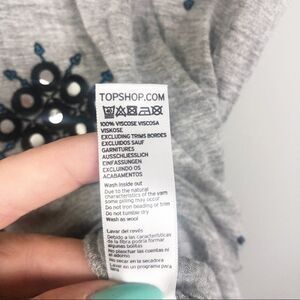 TOPSHOP.COM
100% VISCOSE VISCOSA
VISKOSE
EXCLUDING TRIMS BORDES
EXCLUIDOS SAUF
GARNITURES
AUSSCHLIESSLICH
EINFASSUNGEN
EXCLUINDO OS
ACABAMENTOS
Wash inside out
Due to the natural
characteristics of the yarn
some pilling may occur
Do not iron beading or trim
Do not tumble dry
Wash as wool
Lavar del revés
Debido a las características
de la fibra podría formar
algunas bolitas
No planchar las cuentas ni
el adorno
No secar en la secadora
Lavar en un programa para
lana